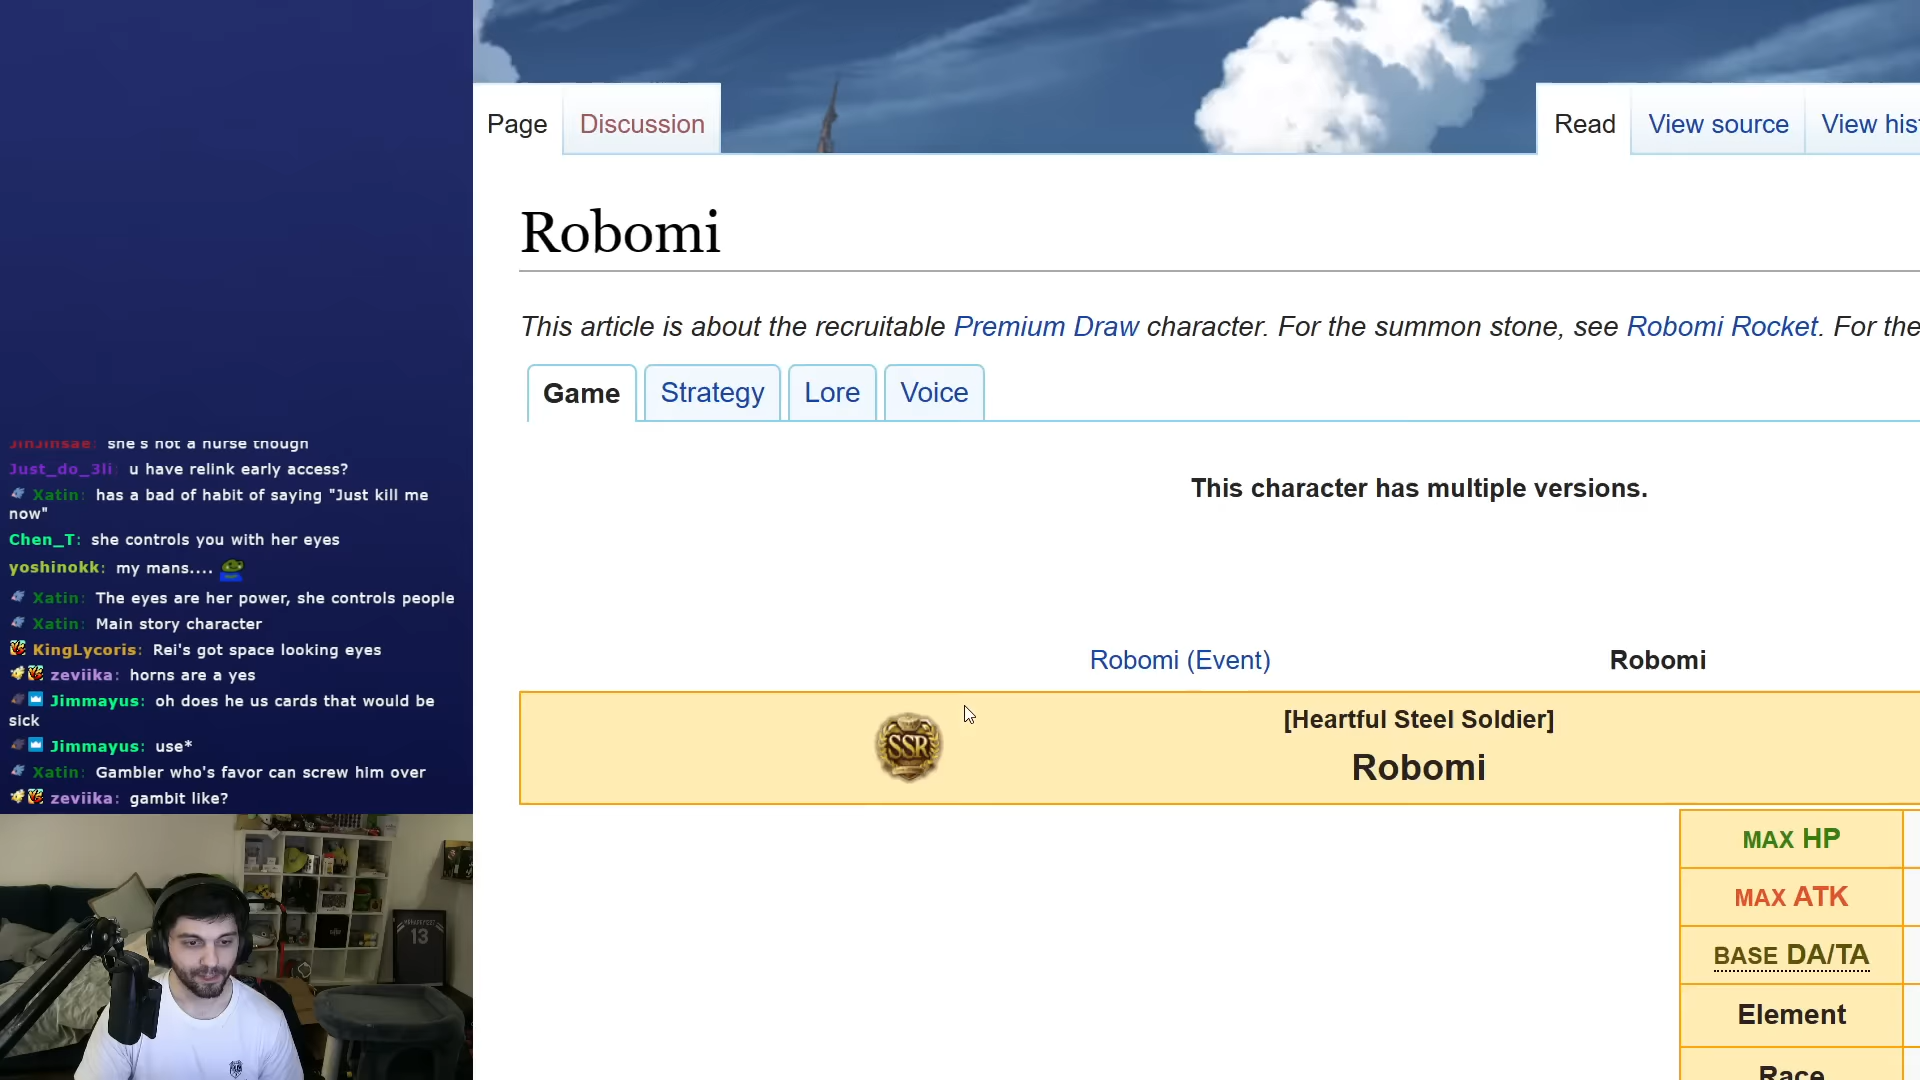 Page
Discussion
Read
View source
View his
Robomi
This article is about the recruitable Premium Draw character. For the summon stone, see Robomi Rocket. For the
Game
Strategy
Lore
Voice
This character has multiple versions.
Robomi (Event)
Robomi
SSR
[Heartful Steel Soldier]
Robomi
MAX HP
MAX ATK
BASE DA/TA
Element
Race
JinJinsae: she's not a nurse though
Just_do_3li: u have relink early access?
Xatin: has a bad of habit of saying "Just kill me
now"
Chen_T: she controls you with her eyes
yoshinokk: my mans....
Xatin: The eyes are her power, she controls people
Xatin: Main story character
KingLycoris: Rei's got space looking eyes
zeviika: horns are a yes
Jimmayus: oh does he us cards that would be
sick
Jimmayus: use*
Xatin: Gambler who's favor can screw him over
zeviika: gambit like?
13